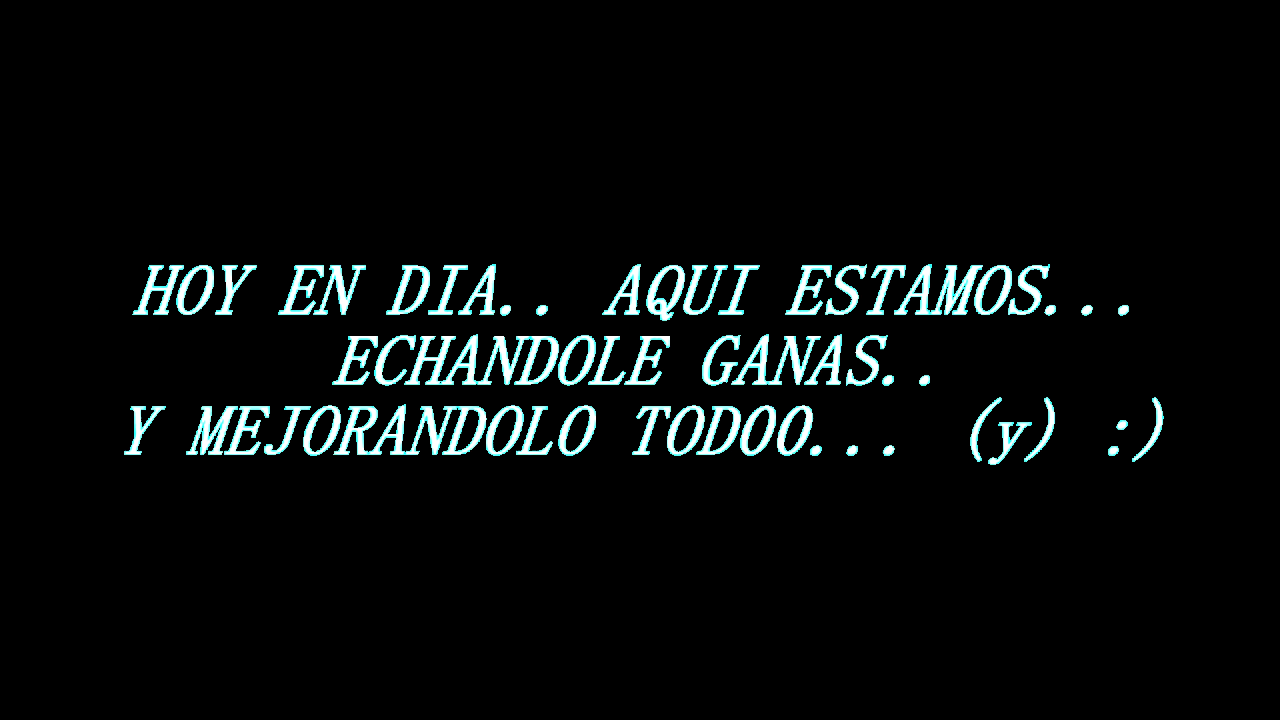 HOY EN DIA.. AQUI ESTAMOS...
ECHANDOLE GANAS..
Y MEJORANDOLO TODOO... (y) :)